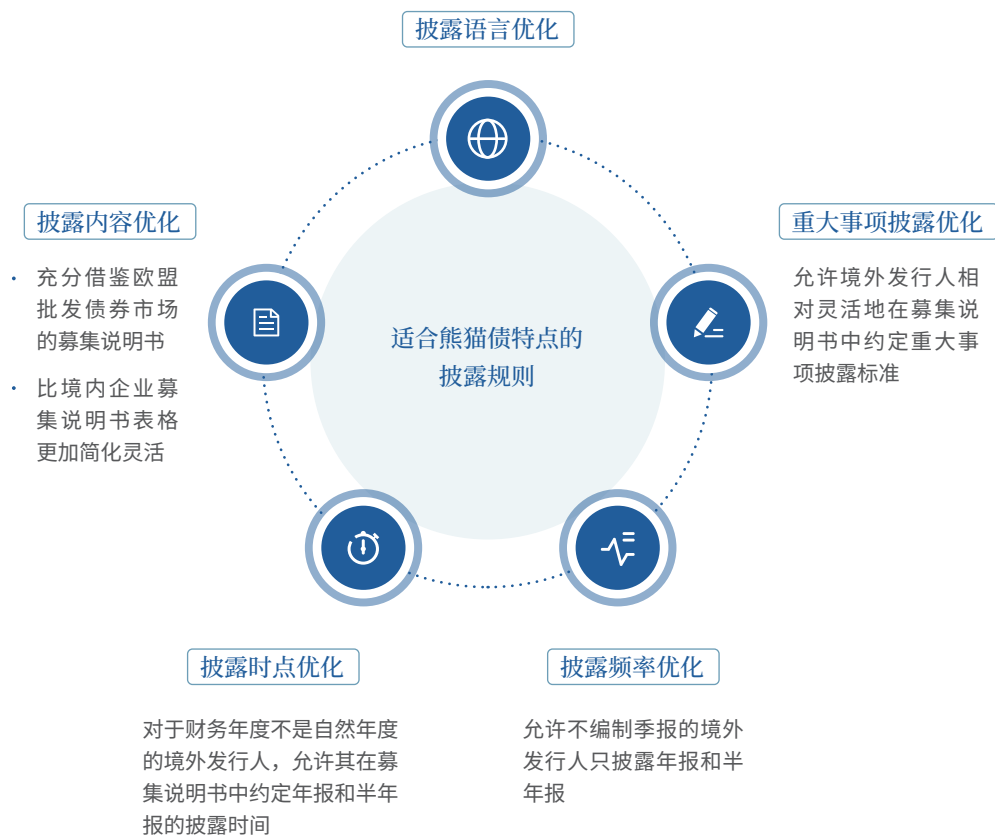 披露语言优化
披露内容优化
• 充分借鉴欧盟
批发债券市场
的募集说明书
• 比境内企业募
集说明书表格
更加简化灵活
重大事项披露优化
允许境外发行人相
对灵活地在募集说
明书中约定重大事
项披露标准
适合熊猫债特点的
披露规则
披露时点优化
对于财务年度不是自然年度
的境外发行人，允许其在募
集说明书中约定年报和半年
报的披露时间
披露频率优化
允许不编制季报的境外
发行人只披露年报和半
年报